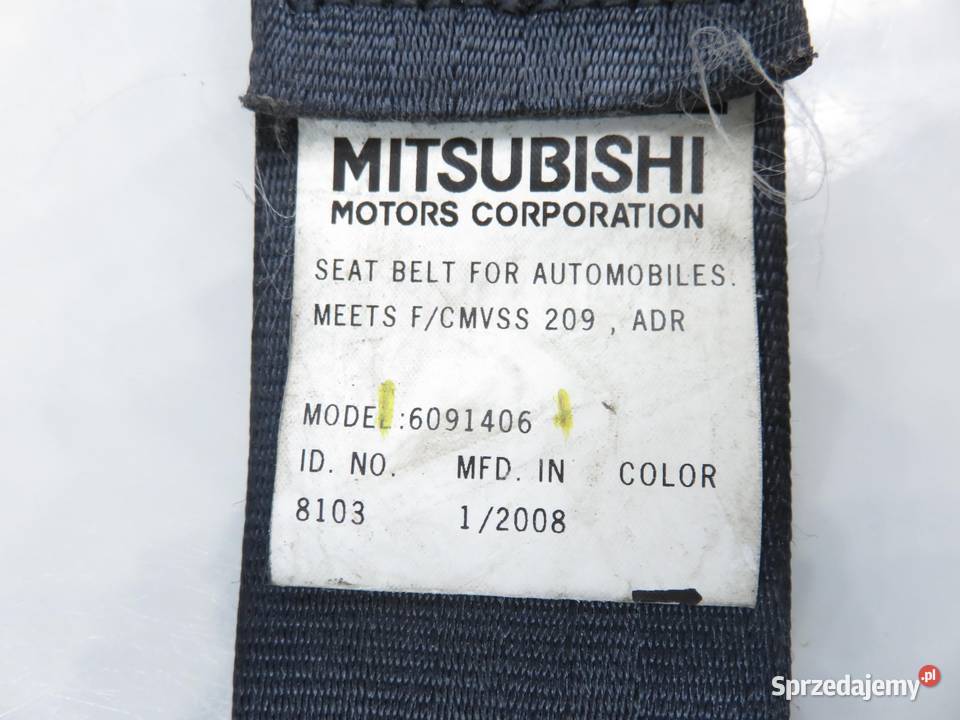 MITSUBISHI
MOTORS CORPORATION
SEAT BELT FOR AUTOMOBILES.
MEETS F/CMVSS 209 , ADR
MODEL:6091406
ID. NO. MFD. IN COLOR
8103 1/2008
Sprzedajemy.pl